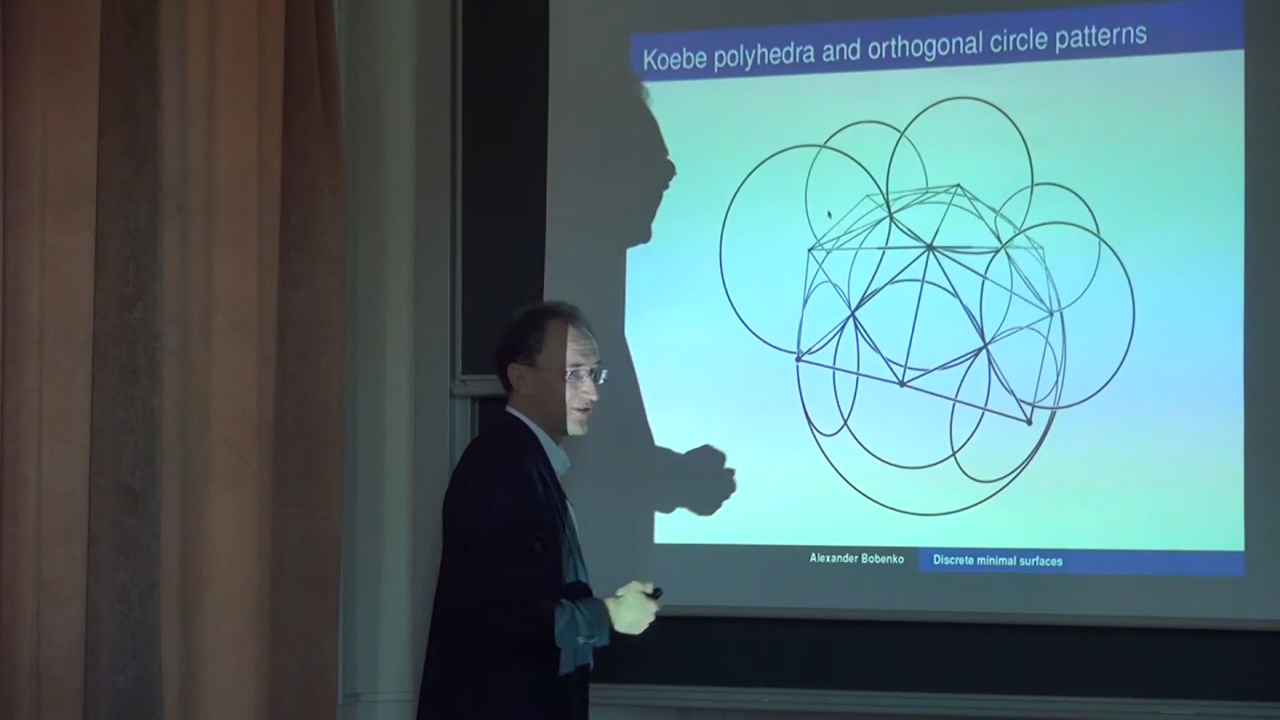 Koebe polyhedra and orthogonal circle patterns
Alexander Bobenko
Discrete minimal surfaces